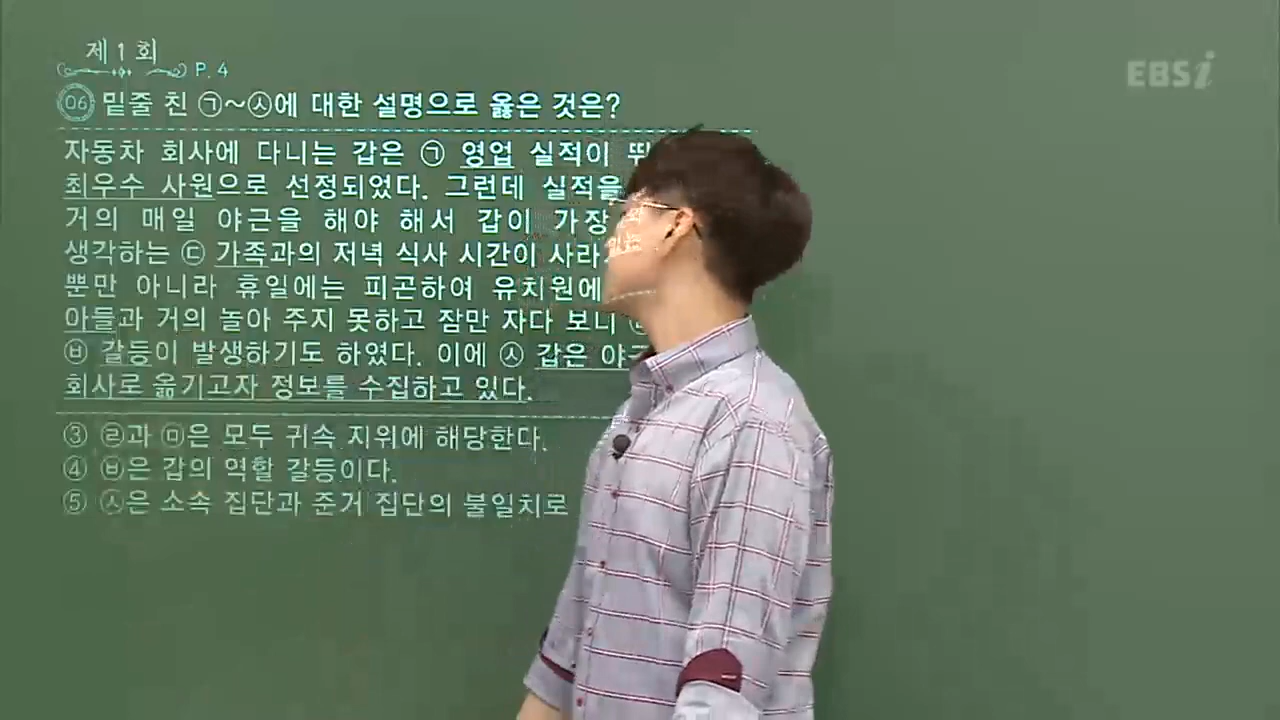 제1회
P. 4
EBSi
06 밑줄 친 ㉠~㉦에 대한 설명으로 옳은 것은?
자동차 회사에 다니는 갑은 ㉠ 영업 실적이
최우수 사원으로 선정되었다. 그런데 실적을
거의 매일 야근을 해야 해서 갑이 가장
생각하는 ㉢ 가족과의 저녁 식사 시간이
뿐만 아니라 휴일에는 피곤하여 유치원에
아들과 거의 놀아 주지 못하고 잠만 자다 보니
㉥ 갈등이 발생하기도 하였다. 이에 ㉦ 갑은
회사로 옮기고자 정보를 수집하고 있다.
③ ㉣과 ㉤은 모두 귀속 지위에 해당한다.
④ ㉥은 갑의 역할 갈등이다.
⑤ ㉦은 소속 집단과 준거 집단의 불일치로